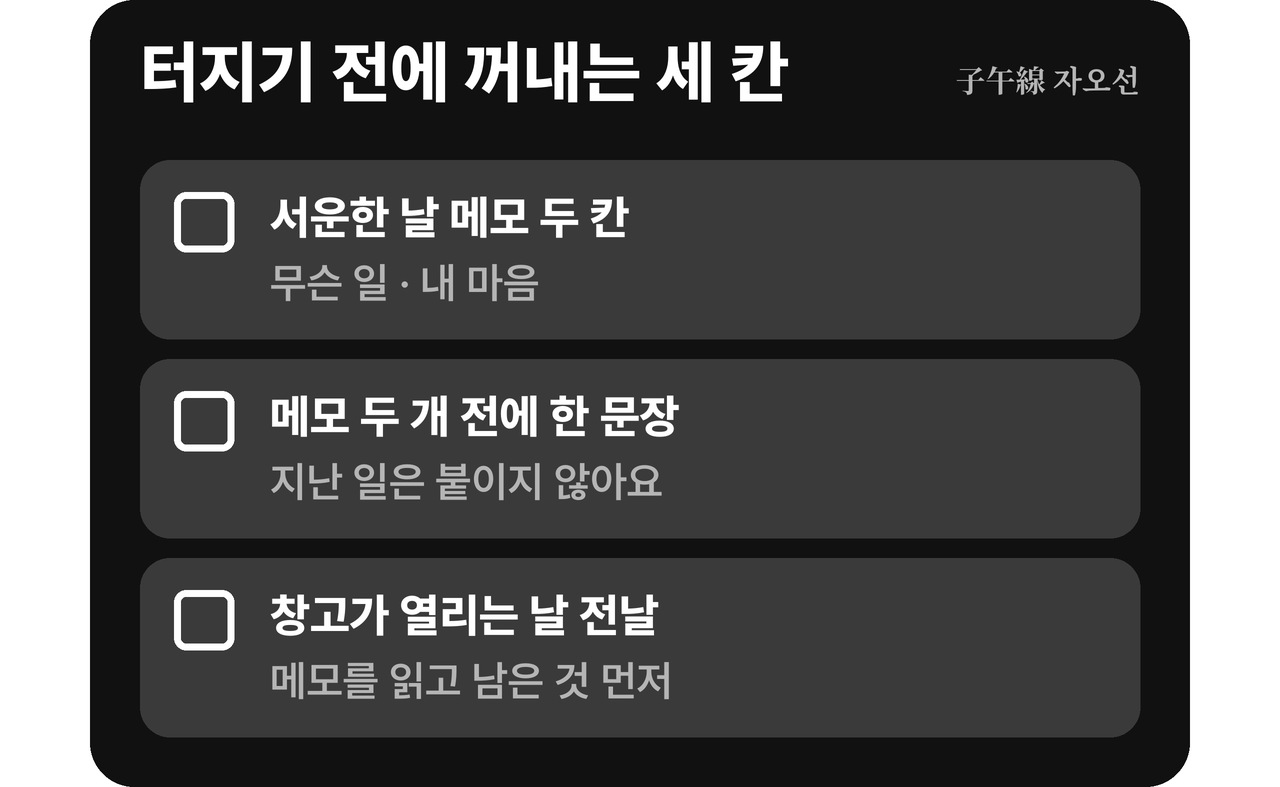 터지기 전에 꺼내는 세 칸
子午線 자오선
서운한 날 메모 두 칸
무슨 일 · 내 마음
메모 두 개 전에 한 문장
지난 일은 붙이지 않아요
창고가 열리는 날 전날
메모를 읽고 남은 것 먼저